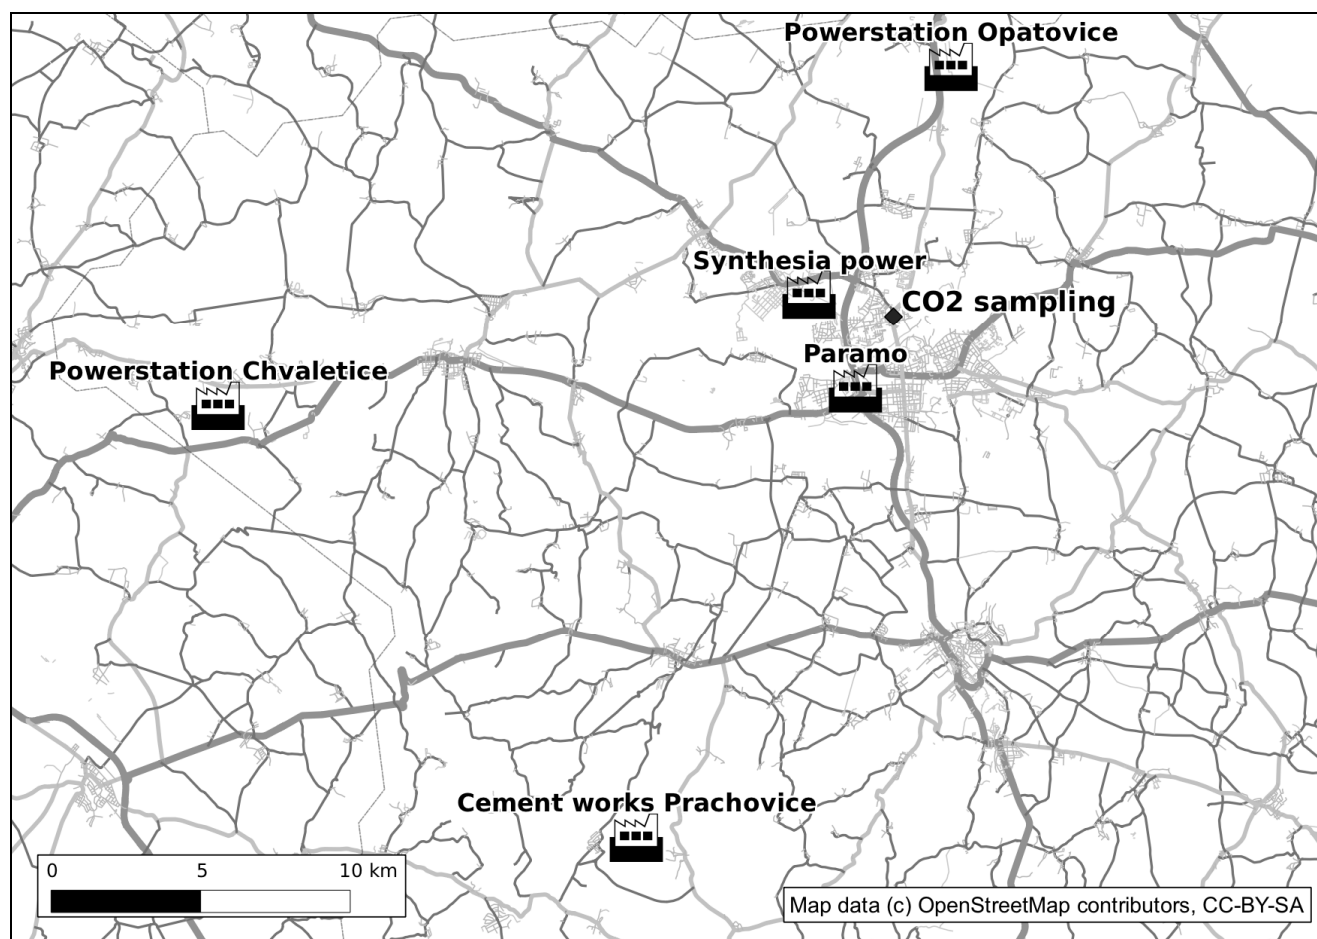 Powerstation Opatovice
Synthesia power
CO2 sampling
Paramo
Powerstation Chvaletice
Cement works Prachovice
0 5 10 km
Map data (c) OpenStreetMap contributors, CC-BY-SA